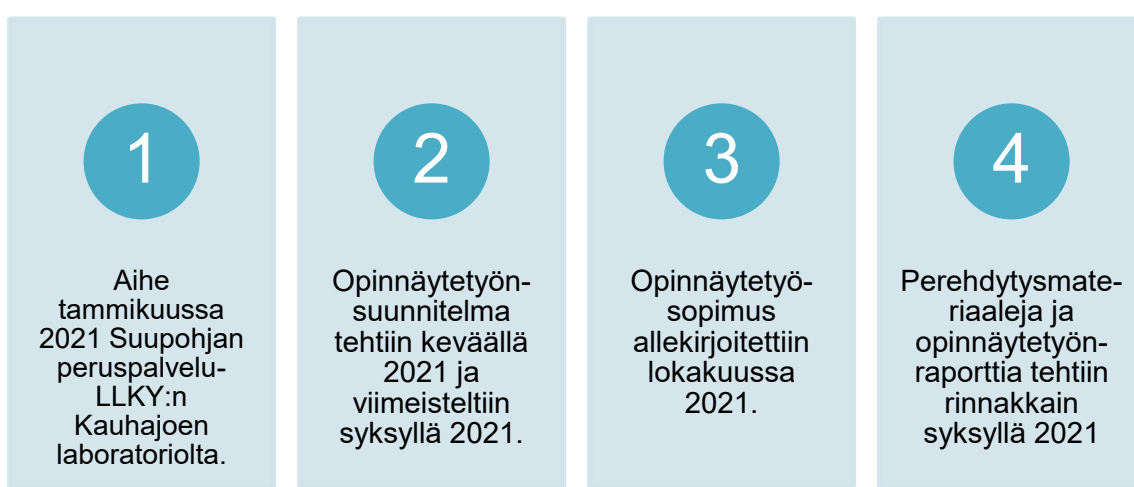 1
Aihe
tammikuussa
2021 Suupohjan
peruspalvelu-
LLKY:n
Kauhajoen
laboratoriolta.
2
Opinnäytetyön-
suunnitelma
tehtiin keväällä
2021 ja
viimeisteltiin
syksyllä 2021.
3
Opinnäytetyö-
sopimus
allekirjoitettiin
lokakuussa
2021.
4
Perehdytysmate-
riaaleja ja
opinnäytetyön-
raporttia tehtiin
rinnakkain
syksyllä 2021